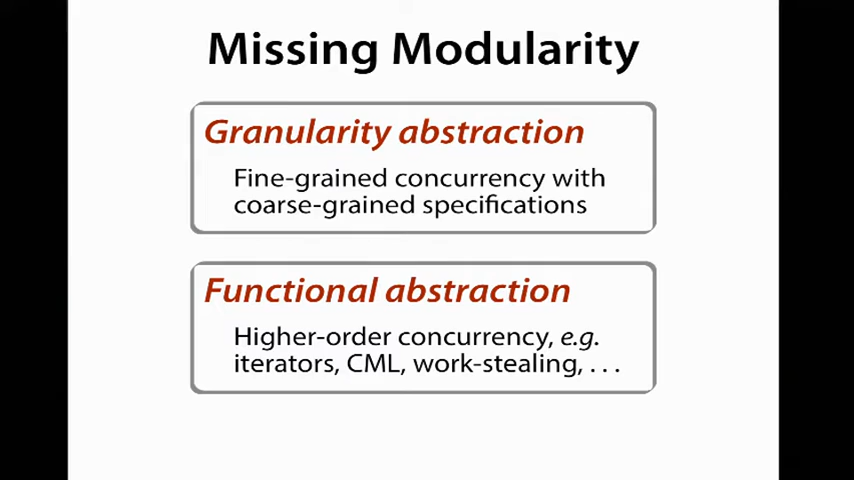 Missing Modularity
Granularity abstraction
Fine-grained concurrency with
coarse-grained specifications
Functional abstraction
Higher-order concurrency, e.g.
iterators, CML, work-stealing, . . .